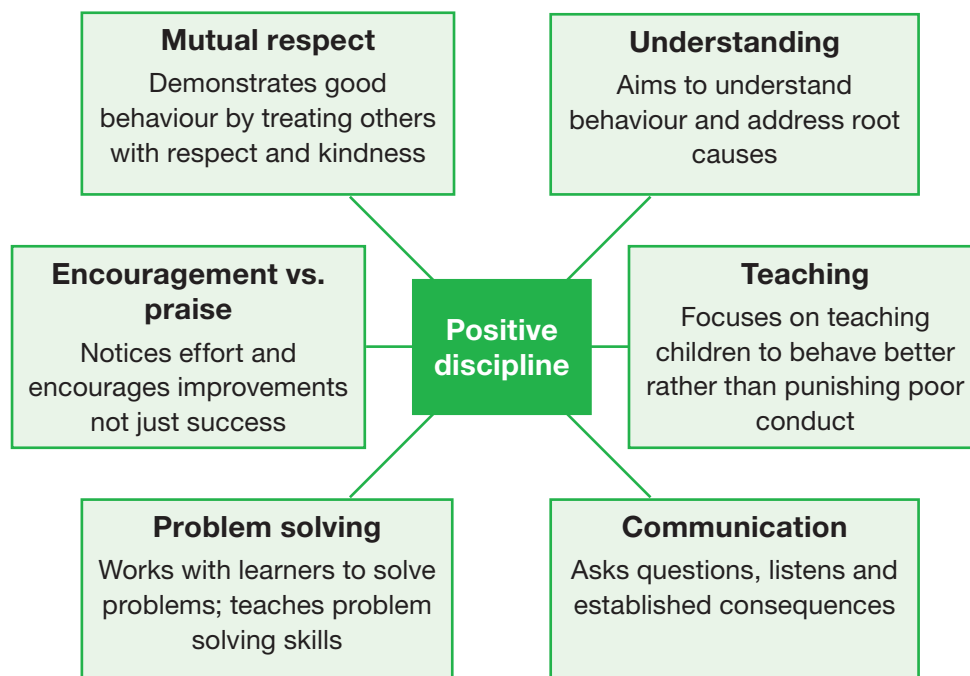 Mutual respect
Demonstrates good
behaviour by treating others
with respect and kindness
Understanding
Aims to understand
behaviour and address root
causes
Encouragement vs.
praise
Notices effort and
encourages improvements
not just success
Positive
discipline
Teaching
Focuses on teaching
children to behave better
rather than punishing poor
conduct
Problem solving
Works with learners to solve
problems; teaches problem
solving skills
Communication
Asks questions, listens and
established consequences